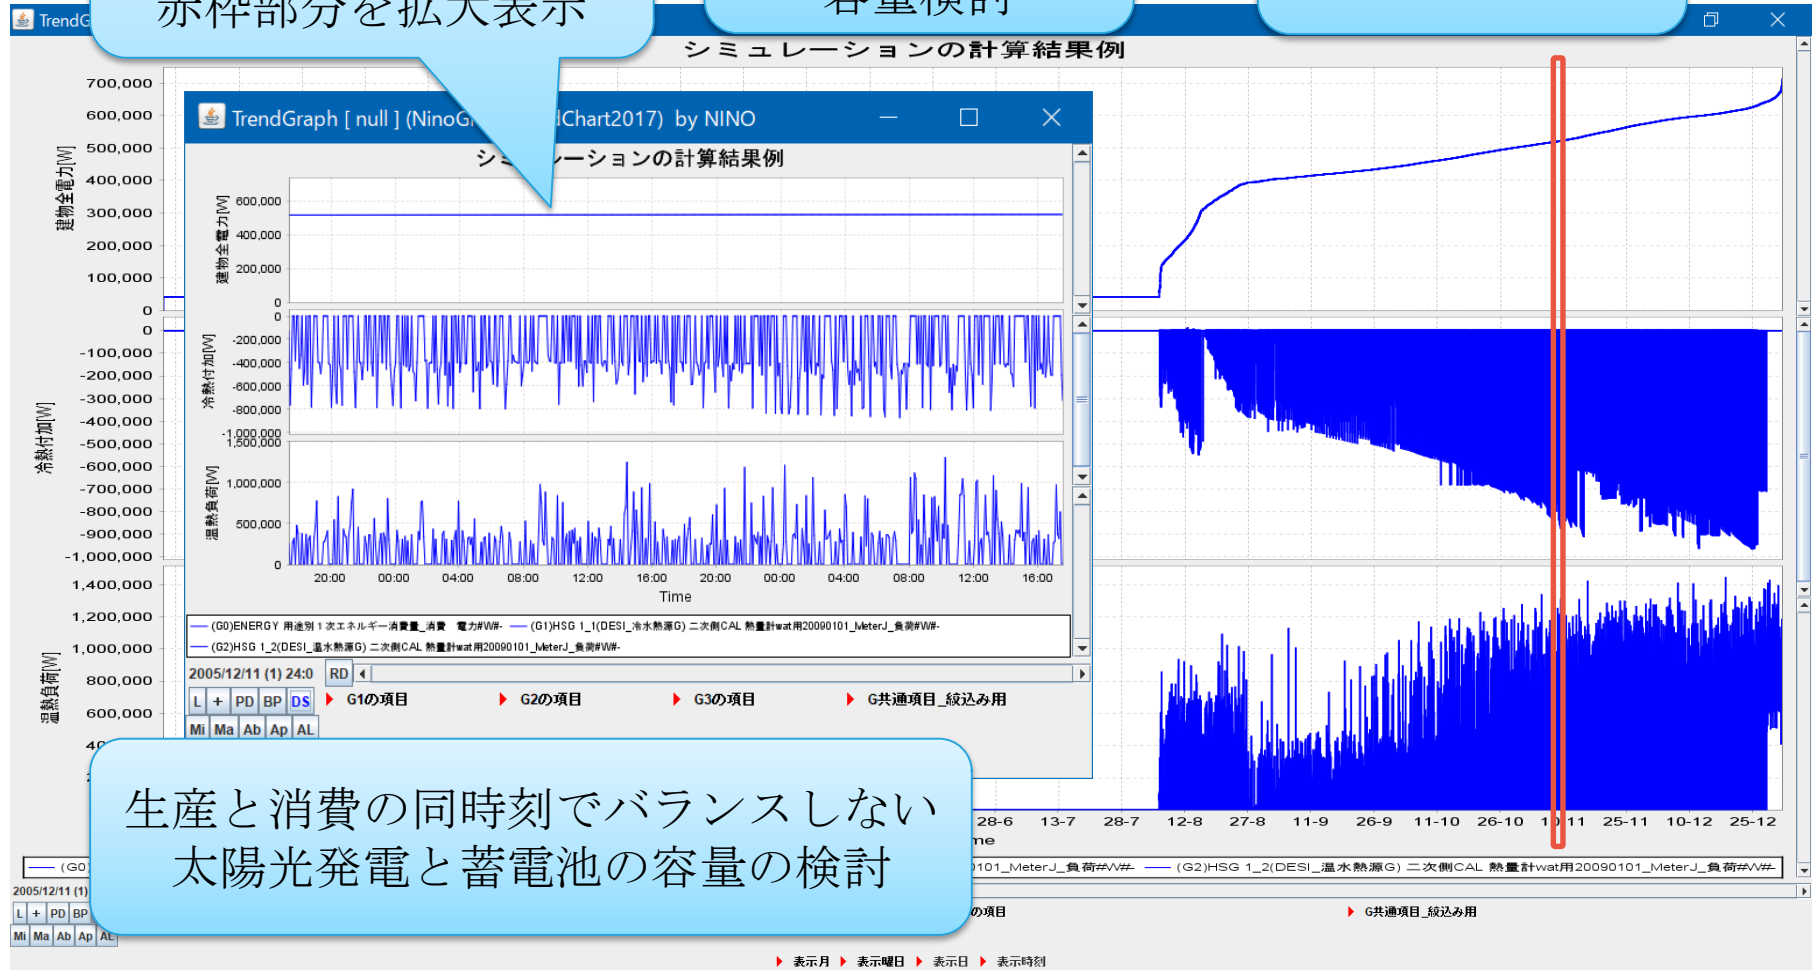 赤枠部分を拡大表示
容量検討
TrendG
シミュレーションの計算結果例
700,000
600,000
500,000
400,000
300,000
200,000
100,000
0
建物全電力[W]
0
-100,000
-200,000
-300,000
-400,000
-500,000
-600,000
-700,000
-800,000
-900,000
-1,000,000
冷熱付加[W]
1,400,000
1,200,000
1,000,000
800,000
600,000
温熱負荷[W]
TrendGraph [ null ] (NinoG dChart2017) by NINO
シミュレーションの計算結果例
600,000
400,000
200,000
0
建物全電力[W]
0
-200,000
-400,000
-600,000
-800,000
-1,000,000
冷熱付加[W]
1,500,000
1,000,000
500,000
0
温熱負荷[W]
20:00 00:00 04:00 08:00 12:00 16:00 20:00 00:00 04:00 08:00 12:00 16:00
Time
(G0)ENERGY 用途別1次エネルギー消費量_消費 電力#W#- (G1)HSG 1_1(DESI_冷水熱源G) 二次側CAL 熱量計wat用20090101_MeterJ_負荷#W#-
(G2)HSG 1_2(DESI_温水熱源G) 二次側CAL 熱量計wat用20090101_MeterJ_負荷#W#-
2005/12/11 (1) 24:0 RD
L + PD BP DS G1の項目 G2の項目 G3の項目 G共通項目_絞込み用
Mi Ma Ab Ap AL
生産と消費の同時刻でバランスしない
太陽光発電と蓄電池の容量の検討
28-6 13-7 28-7 12-8 27-8 11-9 26-9 11-10 26-10 10-11 25-11 10-12 25-12
me
(G0 0101_MeterJ_負荷#W#- (G2)HSG 1_2(DESI_温水熱源G) 二次側CAL 熱量計wat用20090101_MeterJ_負荷#W#-
2005/12/11 (1)
L + PD BP の項目 G共通項目_絞込み用
Mi Ma Ab Ap AL
表示月 表示曜日 表示日 表示時刻